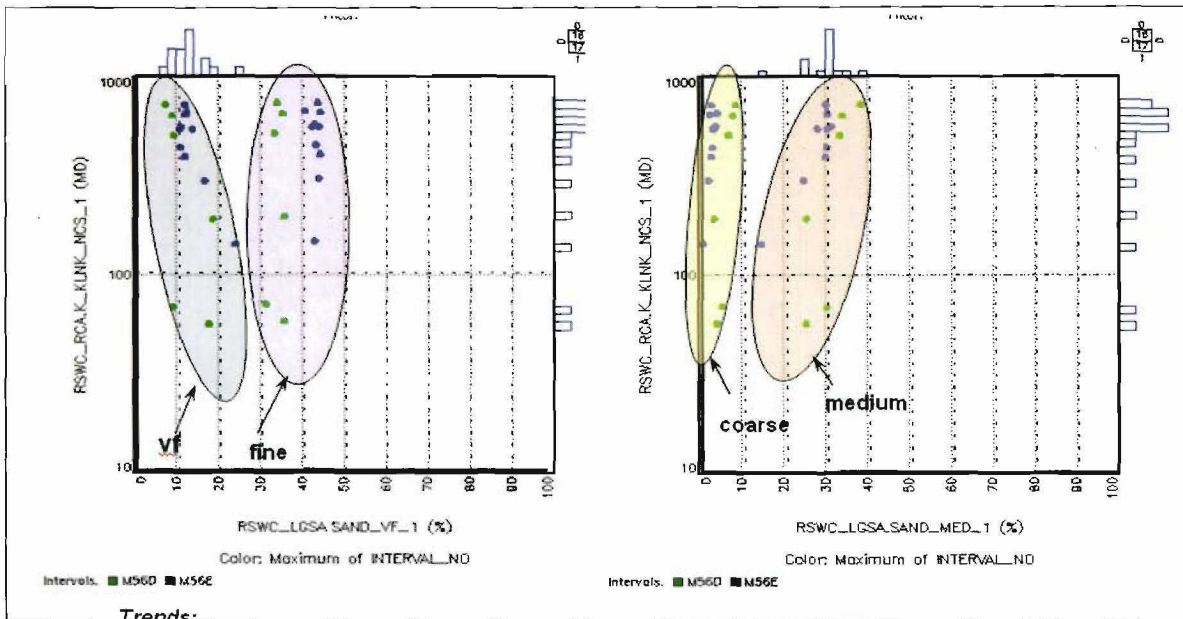 1000
100
10
RSWC_RCA.K_KLNK_NCS_1 (MD)
vf
fine
0 10 20 30 40 50 60 70 80 90 100
RSWC_LGSA.SAND_VF_1 (%)
Color: Maximum of INTERVAL_NO
Intervals. M56D M56E
1000
100
10
RSWC_RCA.K_KLNK_NCS_1 (MD)
coarse
medium
0 10 20 30 40 50 60 70 80 90 100
RSWC_LGSA.SAND_MED_1 (%)
Color: Maximum of INTERVAL_NO
Intervals. M56D M56E
Trends: